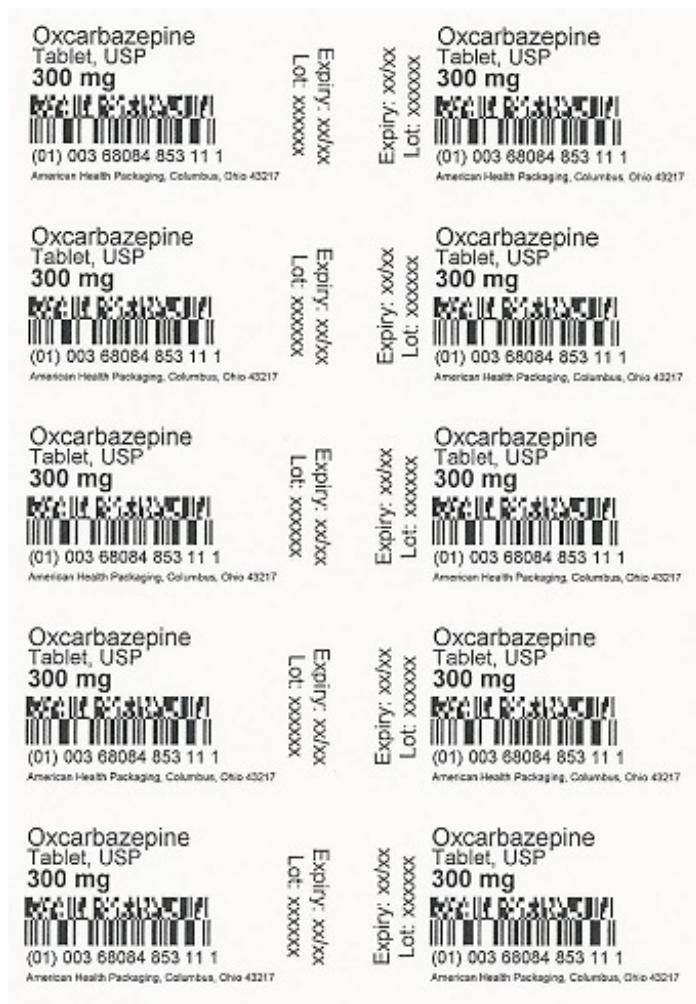 Oxcarbazepine
Tablet, USP
300 mg
(01) 003 68084 853 11 1
American Health Packaging, Columbus, Ohio 43217
Expiry: xx/xx
Lot: xxxxxx
Expiry: xx/xx
Lot: xxxxxx
Oxcarbazepine
Tablet, USP
300 mg
(01) 003 68084 853 11 1
American Health Packaging, Columbus, Ohio 43217
Oxcarbazepine
Tablet, USP
300 mg
(01) 003 68084 853 11 1
American Health Packaging, Columbus, Ohio 43217
Expiry: xx/xx
Lot: xxxxxx
Expiry: xx/xx
Lot: xxxxxx
Oxcarbazepine
Tablet, USP
300 mg
(01) 003 68084 853 11 1
American Health Packaging, Columbus, Ohio 43217
Oxcarbazepine
Tablet, USP
300 mg
(01) 003 68084 853 11 1
American Health Packaging, Columbus, Ohio 43217
Expiry: xx/xx
Lot: xxxxxx
Expiry: xx/xx
Lot: xxxxxx
Oxcarbazepine
Tablet, USP
300 mg
(01) 003 68084 853 11 1
American Health Packaging, Columbus, Ohio 43217
Oxcarbazepine
Tablet, USP
300 mg
(01) 003 68084 853 11 1
American Health Packaging, Columbus, Ohio 43217
Expiry: xx/xx
Lot: xxxxxx
Expiry: xx/xx
Lot: xxxxxx
Oxcarbazepine
Tablet, USP
300 mg
(01) 003 68084 853 11 1
American Health Packaging, Columbus, Ohio 43217
Oxcarbazepine
Tablet, USP
300 mg
(01) 003 68084 853 11 1
American Health Packaging, Columbus, Ohio 43217
Expiry: xx/xx
Lot: xxxxxx
Expiry: xx/xx
Lot: xxxxxx
Oxcarbazepine
Tablet, USP
300 mg
(01) 003 68084 853 11 1
American Health Packaging, Columbus, Ohio 43217